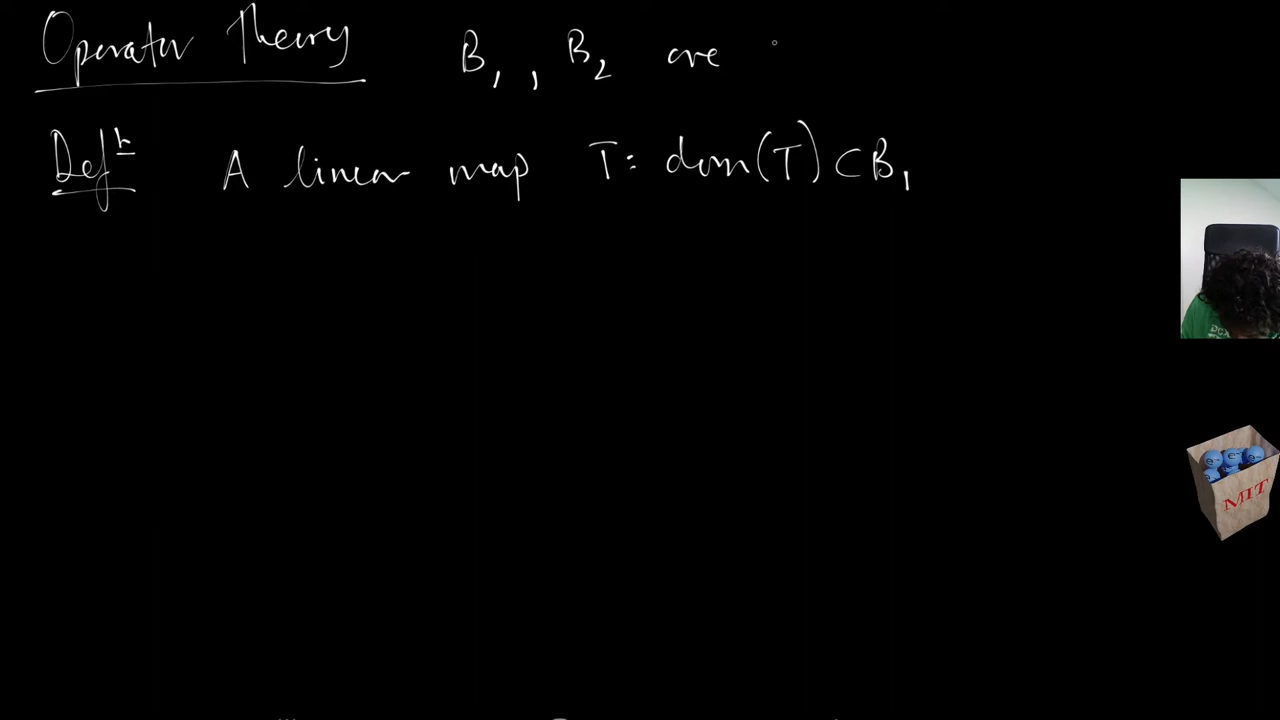 Operator Theory B₁, B₂ are
Defⁿ A linear map T: dom(T) ⊂ B₁
MIT